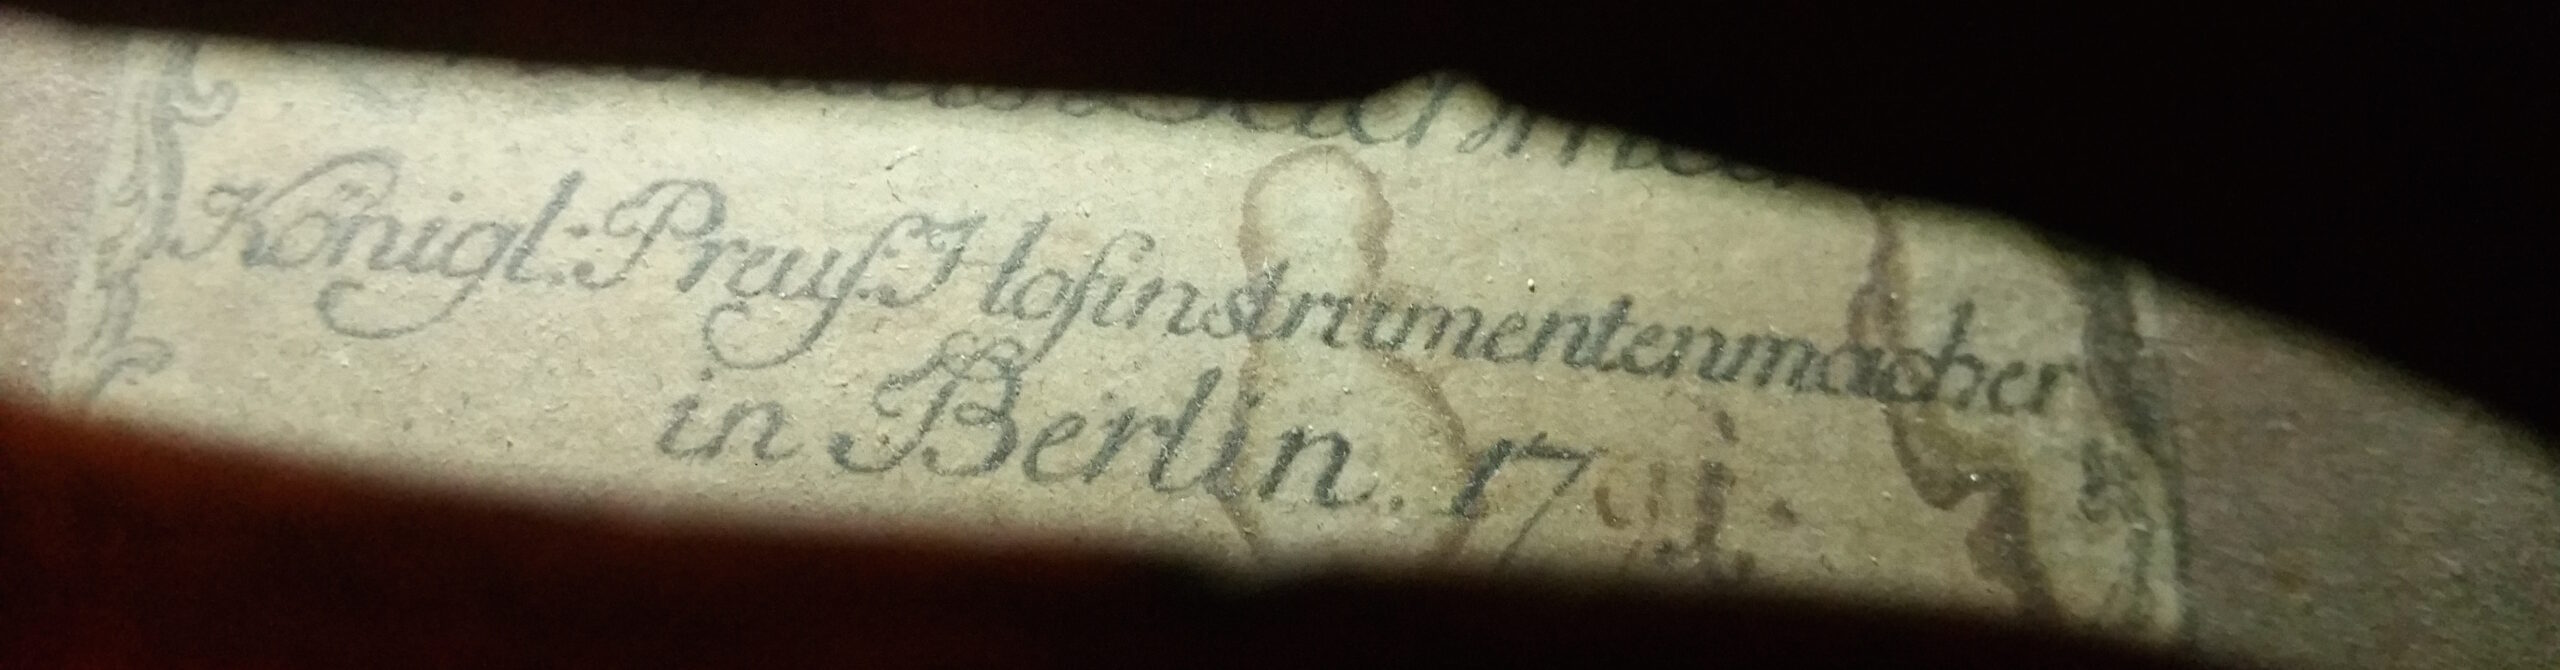 Königl: Preuſs: Hofinstrumentenmacher
in Berlin. 17